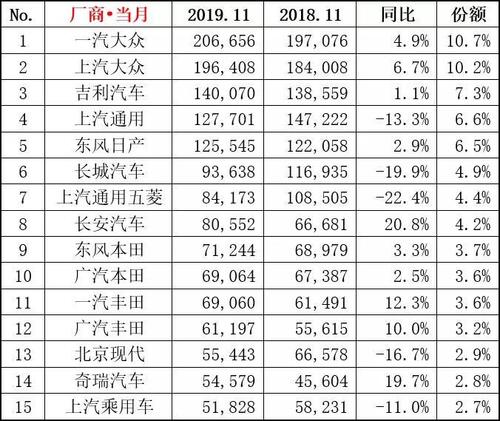 No. 厂商·当月 2019.11 2018.11 同比 份额
1 一汽大众 206,656 197,076 4.9% 10.7%
2 上汽大众 196,408 184,008 6.7% 10.2%
3 吉利汽车 140,070 138,559 1.1% 7.3%
4 上汽通用 127,701 147,222 -13.3% 6.6%
5 东风日产 125,545 122,058 2.9% 6.5%
6 长城汽车 93,638 116,935 -19.9% 4.9%
7 上汽通用五菱 84,173 108,505 -22.4% 4.4%
8 长安汽车 80,552 66,681 20.8% 4.2%
9 东风本田 71,244 68,979 3.3% 3.7%
10 广汽本田 69,064 67,387 2.5% 3.6%
11 一汽丰田 69,060 61,491 12.3% 3.6%
12 广汽丰田 61,197 55,615 10.0% 3.2%
13 北京现代 55,443 66,578 -16.7% 2.9%
14 奇瑞汽车 54,579 45,604 19.7% 2.8%
15 上汽乘用车 51,828 58,231 -11.0% 2.7%